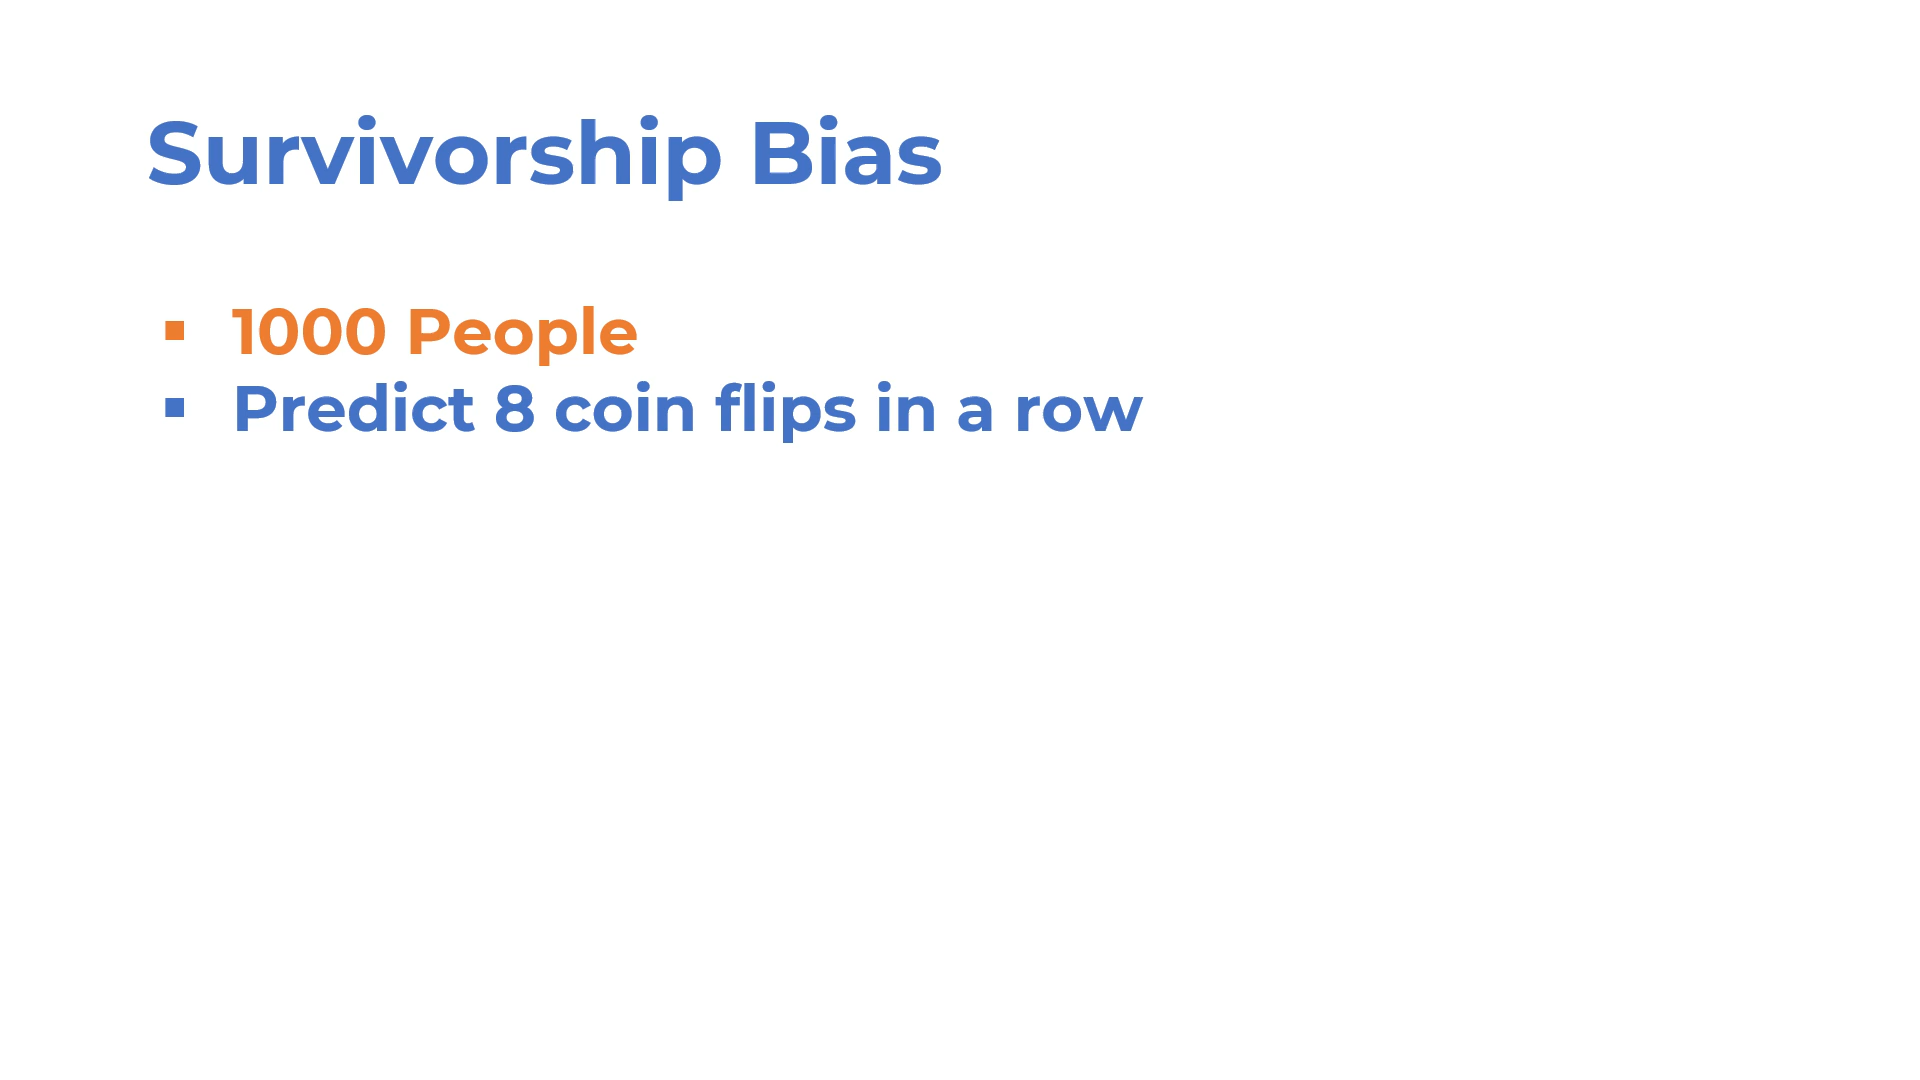 Survivorship Bias
▪ 1000 People
▪ Predict 8 coin flips in a row